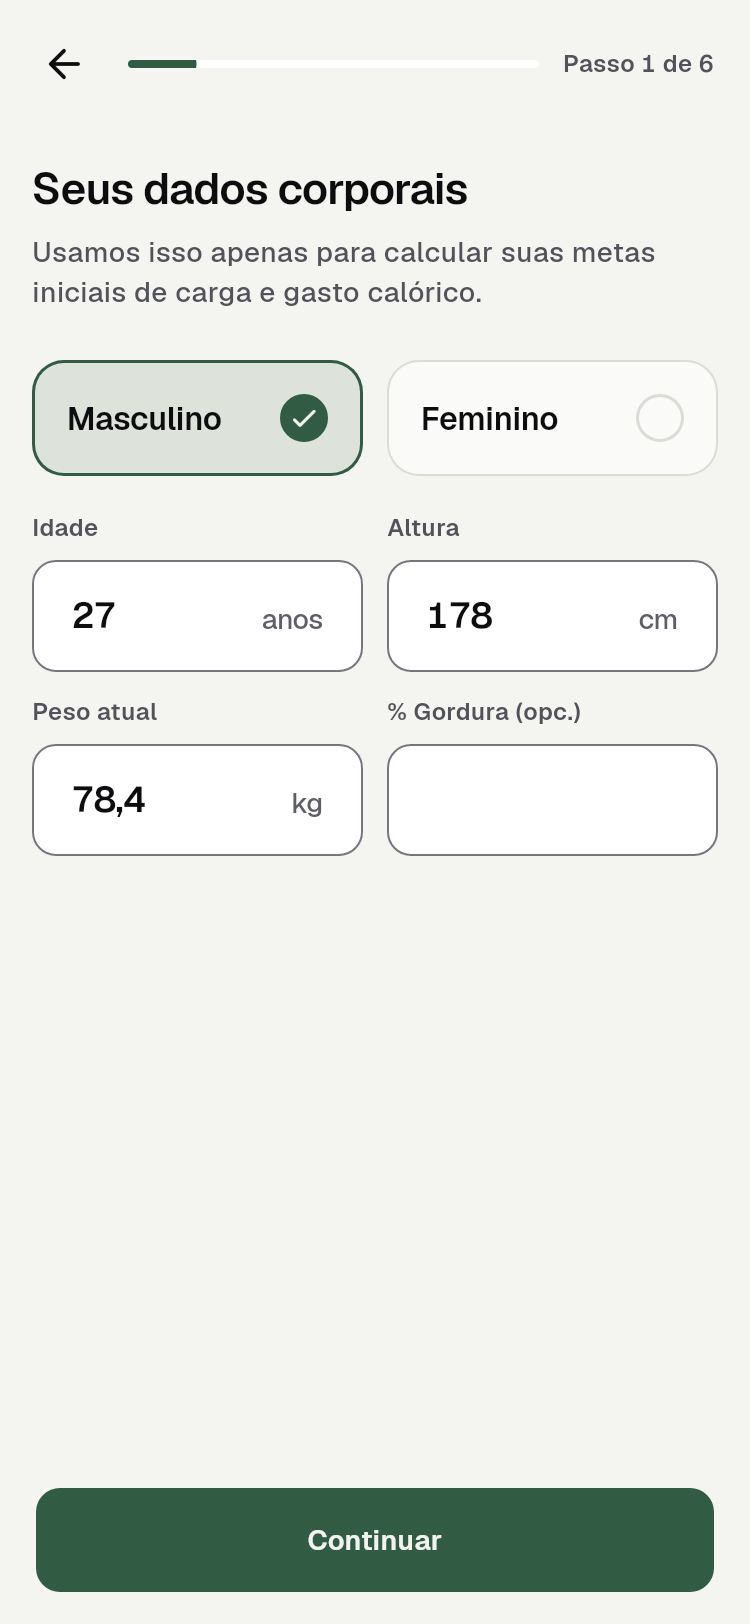 Passo 1 de 6
Seus dados corporais
Usamos isso apenas para calcular suas metas
iniciais de carga e gasto calórico.
Masculino
Feminino
Idade
Altura
27 anos
178 cm
Peso atual
% Gordura (opc.)
78,4 kg
Continuar